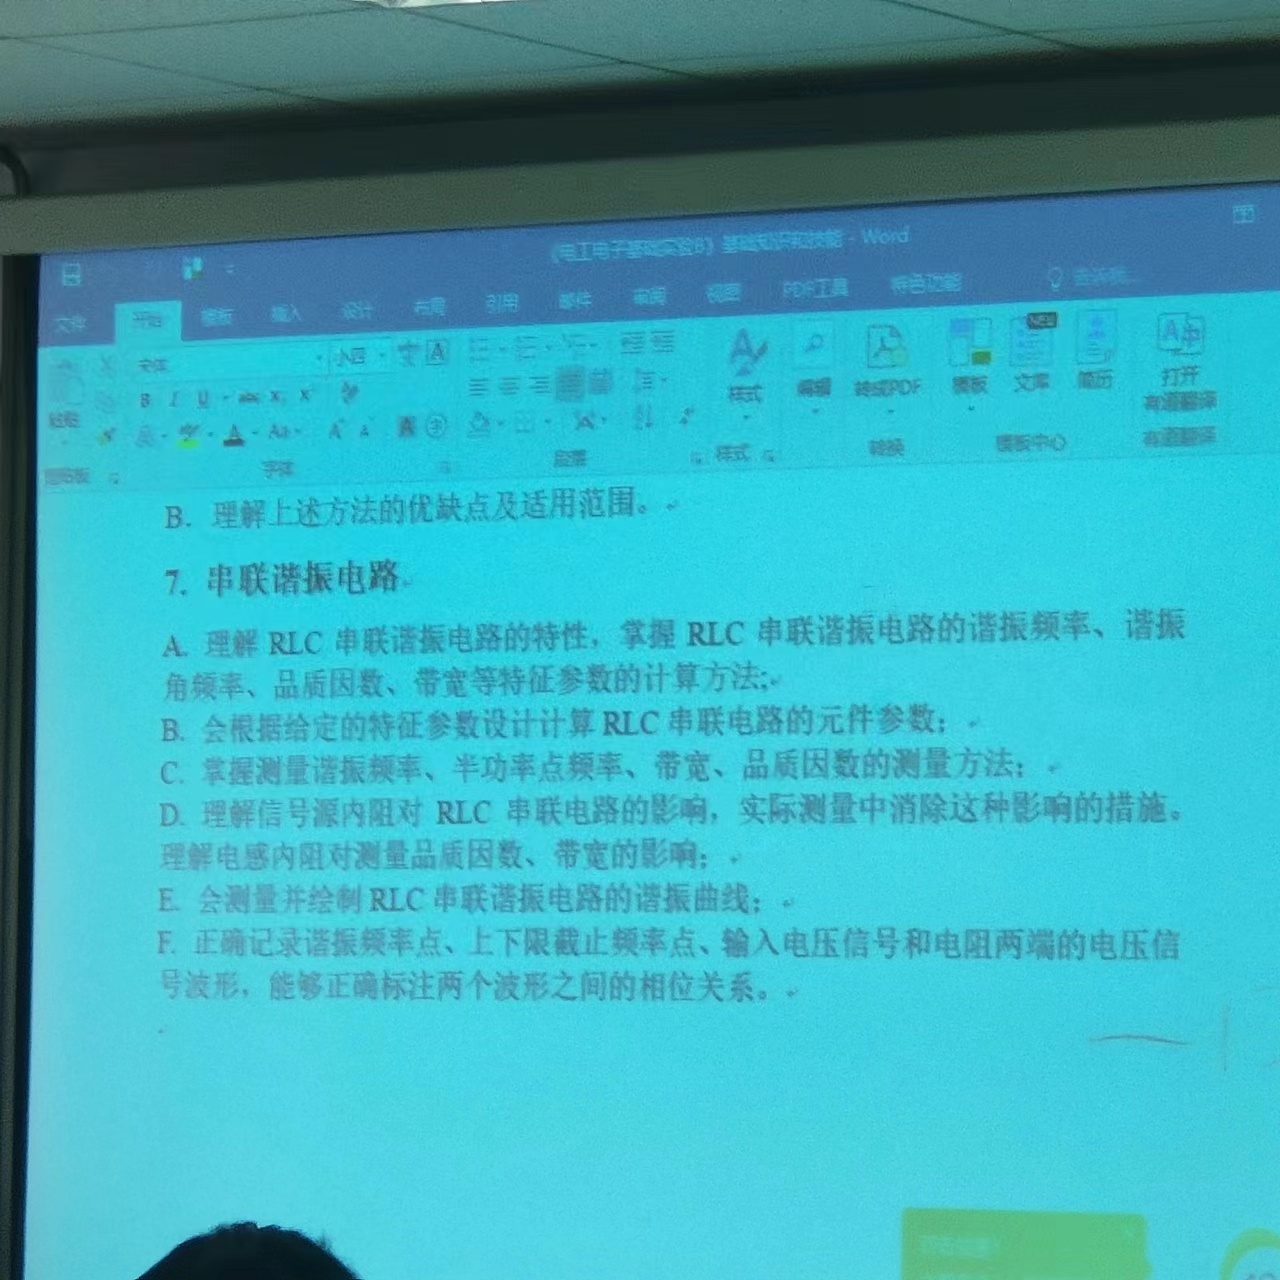 《电工电子基础实验B》基础知识和技能 - Word
文件 开始 模板 插入 设计 布局 引用 邮件 审阅 视图 PDF工具 特色功能
宋体 小四
B I U abc X, X
Aa
粘贴
样式 编辑 转成PDF 模板 文库 简历 打开
NEW
有道翻译
剪贴板 字体 段落 样式 转换 模板中心 有道翻译
B. 理解上述方法的优缺点及适用范围。
7. 串联谐振电路
A. 理解 RLC 串联谐振电路的特性，掌握 RLC 串联谐振电路的谐振频率、谐振
角频率、品质因数、带宽等特征参数的计算方法;
B. 会根据给定的特征参数设计计算 RLC 串联电路的元件参数；
C. 掌握测量谐振频率、半功率点频率、带宽、品质因数的测量方法；
D. 理解信号源内阻对 RLC 串联电路的影响，实际测量中消除这种影响的措施。
理解电感内阻对测量品质因数、带宽的影响；
E. 会测量并绘制 RLC 串联谐振电路的谐振曲线；
F. 正确记录谐振频率点、上下限截止频率点、输入电压信号和电阻两端的电压信
号波形，能够正确标注两个波形之间的相位关系。